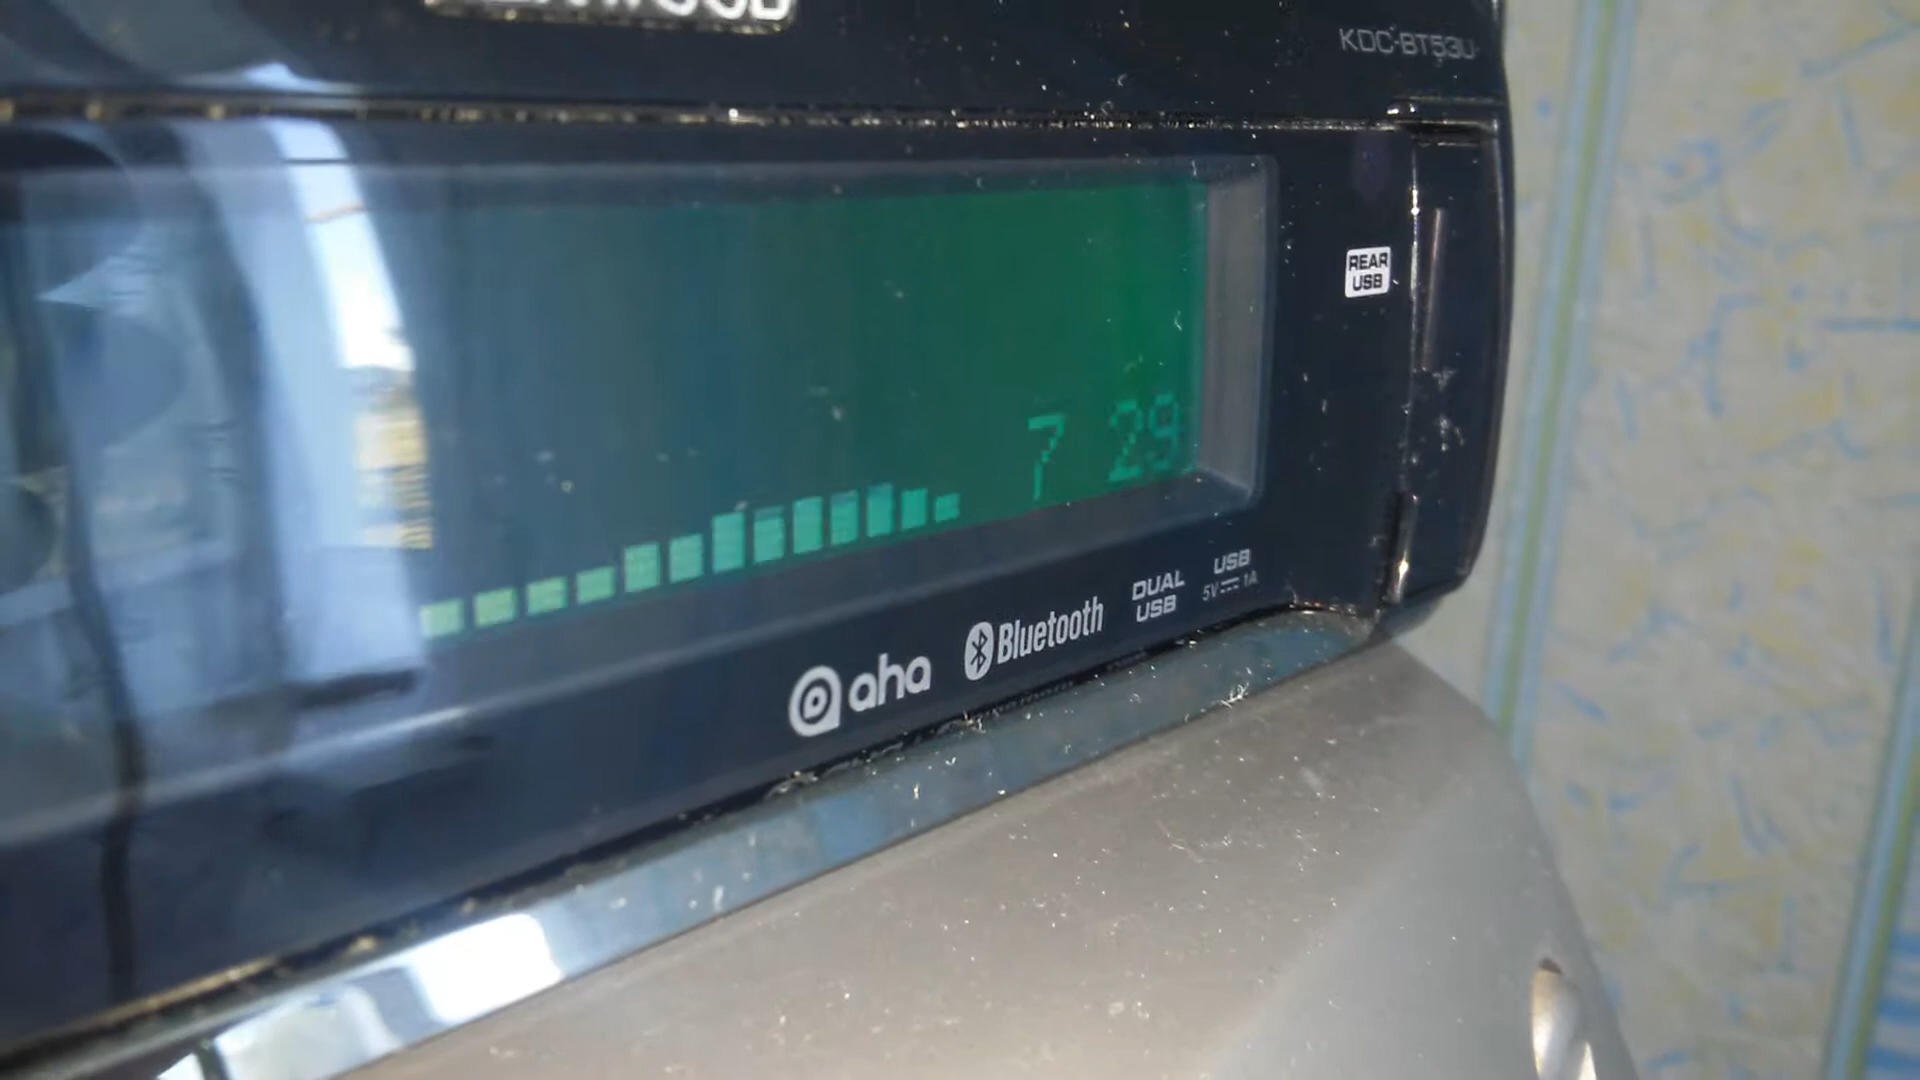 KDC-BT53U
REAR
USB
7 29
aha
Bluetooth
DUAL
USB
USB
5V⎓1A